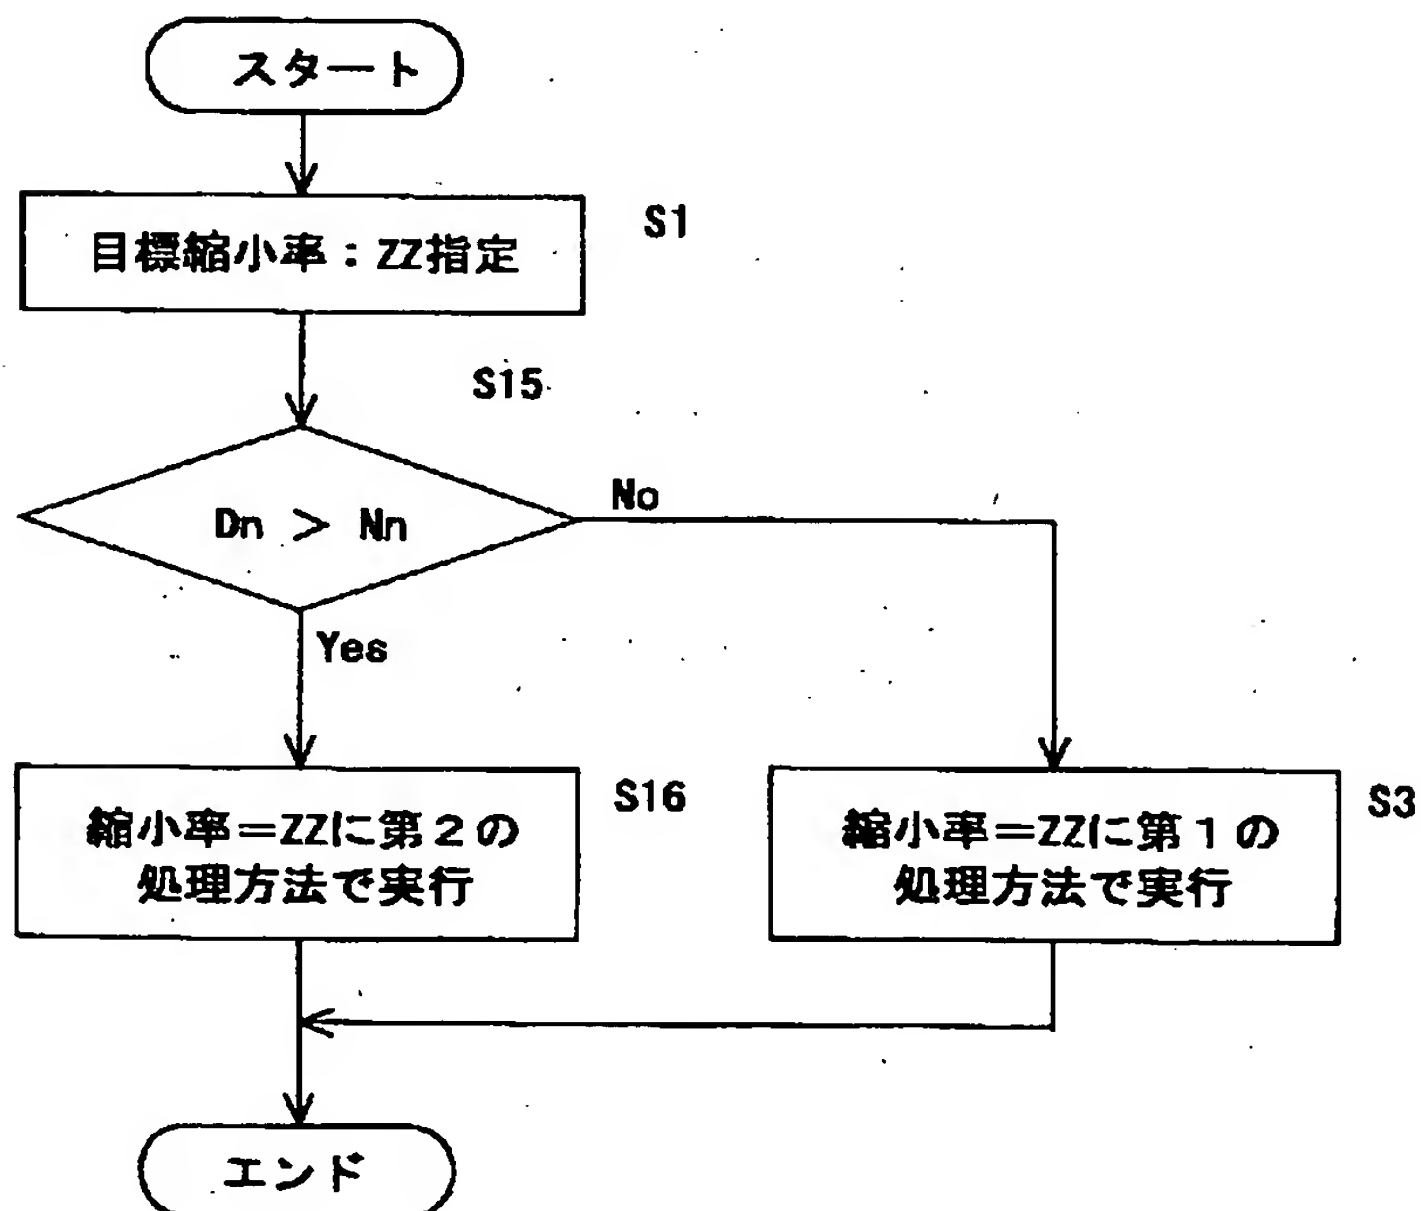 スタート
目標縮小率：ZZ指定
S1
S15
Dn ＞ Nn
No
Yes
縮小率＝ZZに第２の
処理方法で実行
S16
縮小率＝ZZに第１の
処理方法で実行
S3
エンド